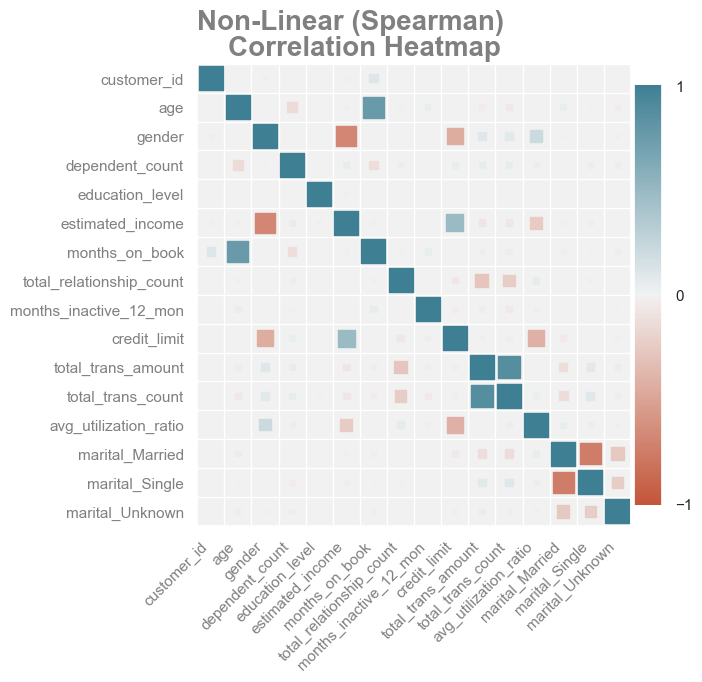 Non-Linear (Spearman)
Correlation Heatmap
customer_id
age
gender
dependent_count
education_level
estimated_income
months_on_book
total_relationship_count
months_inactive_12_mon
credit_limit
total_trans_amount
total_trans_count
avg_utilization_ratio
marital_Married
marital_Single
marital_Unknown
1
0
−1
customer_id
age
gender
dependent_count
education_level
estimated_income
months_on_book
total_relationship_count
months_inactive_12_mon
credit_limit
total_trans_amount
total_trans_count
avg_utilization_ratio
marital_Married
marital_Single
marital_Unknown